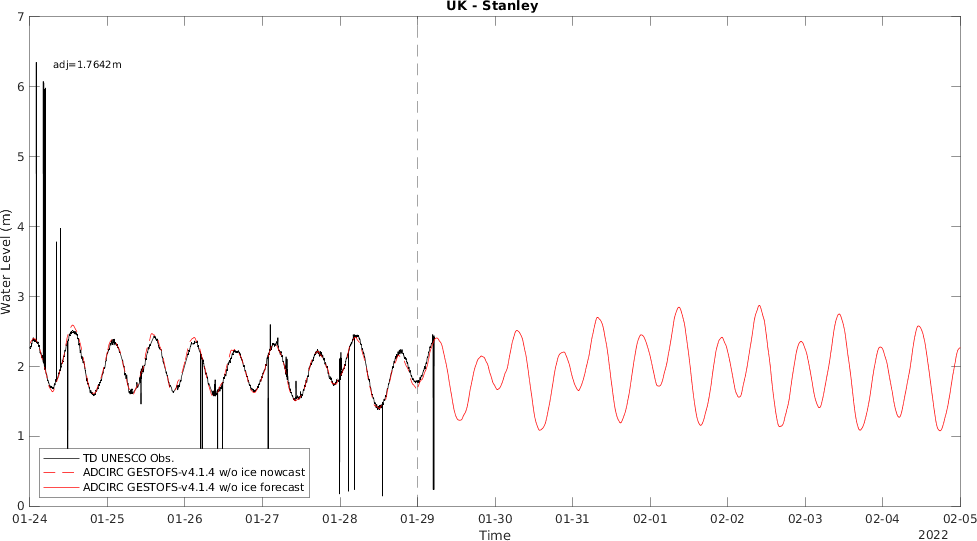 UK - Stanley
7
6
5
4
3
2
1
0
Water Level (m)
adj=1.7642m
TD UNESCO Obs.
ADCIRC GESTOFS-v4.1.4 w/o ice nowcast
ADCIRC GESTOFS-v4.1.4 w/o ice forecast
01-24 01-25 01-26 01-27 01-28 01-29 01-30 01-31 02-01 02-02 02-03 02-04 02-05
Time
2022